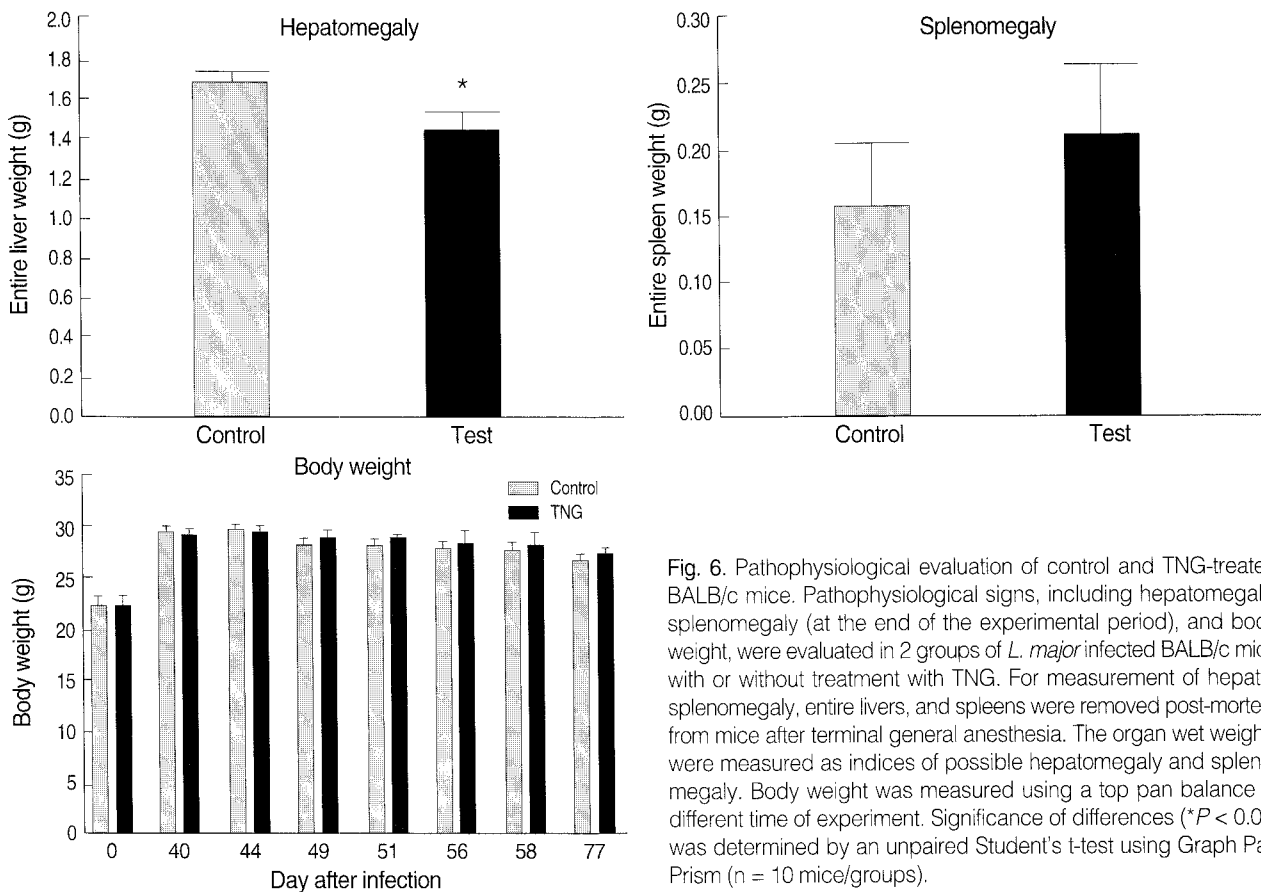 Hepatomegaly
Entire liver weight (g)
2.0
1.8
1.6
1.4
1.2
1.0
0.8
0.6
0.4
0.2
0.0
*
Control
Test
Splenomegaly
Entire spleen weight (g)
0.30
0.25
0.20
0.15
0.10
0.05
0.00
Control
Test
Body weight
Body weight (g)
35
30
25
20
15
10
5
0
Control
TNG
0 40 44 49 51 56 58 77
Day after infection
Fig. 6. Pathophysiological evaluation of control and TNG-treate
BALB/c mice. Pathophysiological signs, including hepatomegal
splenomegaly (at the end of the experimental period), and bod
weight, were evaluated in 2 groups of L. major infected BALB/c mic
with or without treatment with TNG. For measurement of hepat
splenomegaly, entire livers, and spleens were removed post-morte
from mice after terminal general anesthesia. The organ wet weigh
were measured as indices of possible hepatomegaly and splen
megaly. Body weight was measured using a top pan balance
different time of experiment. Significance of differences (*P < 0.0
was determined by an unpaired Student's t-test using Graph Pa
Prism (n = 10 mice/groups).